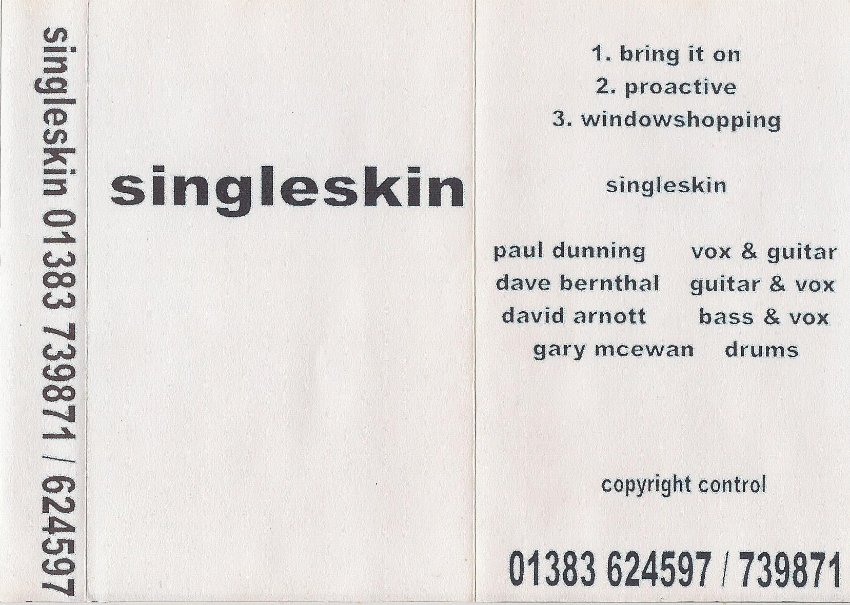 singleskin 01383 739871 / 624597
singleskin
1. bring it on
2. proactive
3. windowshopping
singleskin
paul dunning vox & guitar
dave bernthal guitar & vox
david arnott bass & vox
gary mcewan drums
copyright control
01383 624597 / 739871